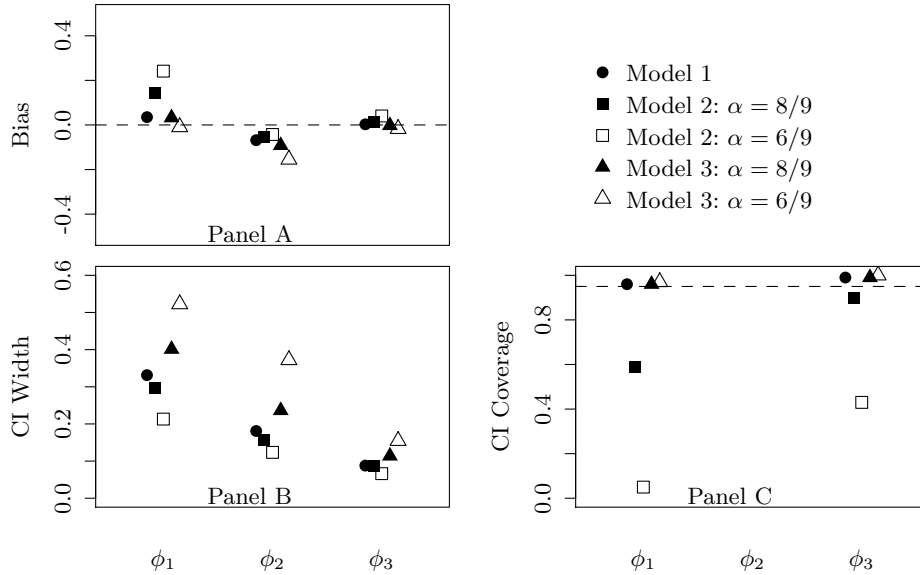 0.4
0.0
-0.4
Bias
Panel A
Model 1
Model 2: α = 8/9
Model 2: α = 6/9
Model 3: α = 8/9
Model 3: α = 6/9
0.6
0.4
0.2
0.0
CI Width
Panel B
0.8
0.4
0.0
CI Coverage
Panel C
ϕ1 ϕ2 ϕ3
ϕ1 ϕ2 ϕ3